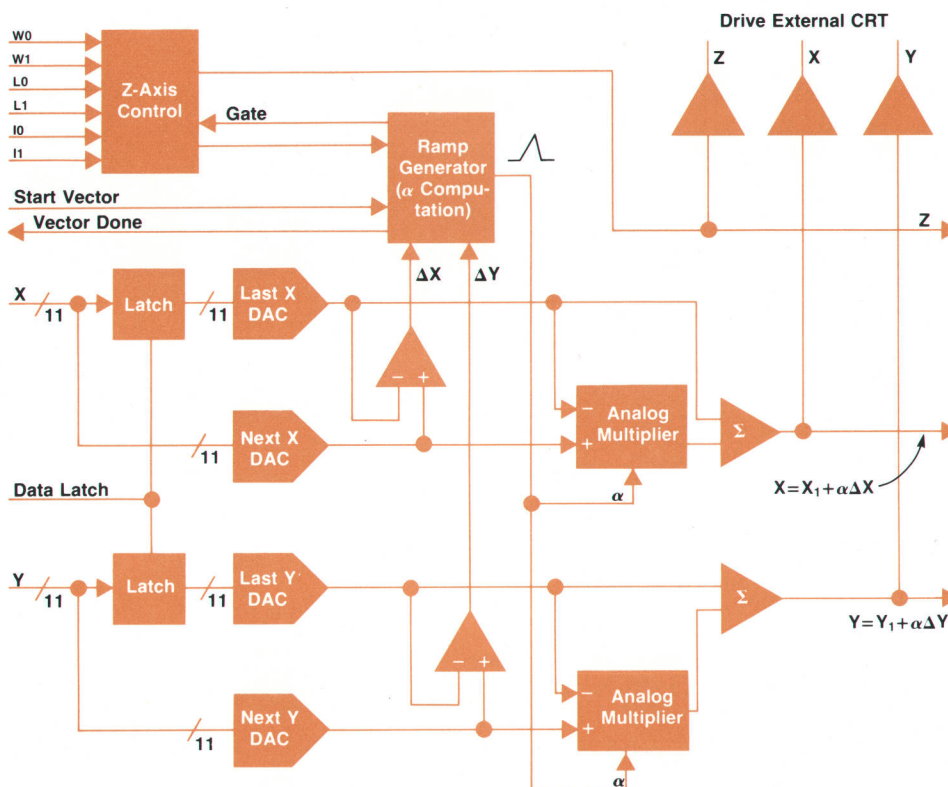 Drive External CRT
Z
X
Y
W0
W1
L0
L1
I0
I1
Z-Axis
Control
Gate
Ramp
Generator
(α Compu-
tation)
Start Vector
Vector Done
Z
ΔX
ΔY
X
11
Latch
11
Last X
DAC
− +
11
Next X
DAC
−
+
Analog
Multiplier
Σ
α
X=X₁+αΔX
Data Latch
Y
11
Latch
11
Last Y
DAC
− +
Σ
Y=Y₁+αΔY
11
Next Y
DAC
−
+
Analog
Multiplier
α